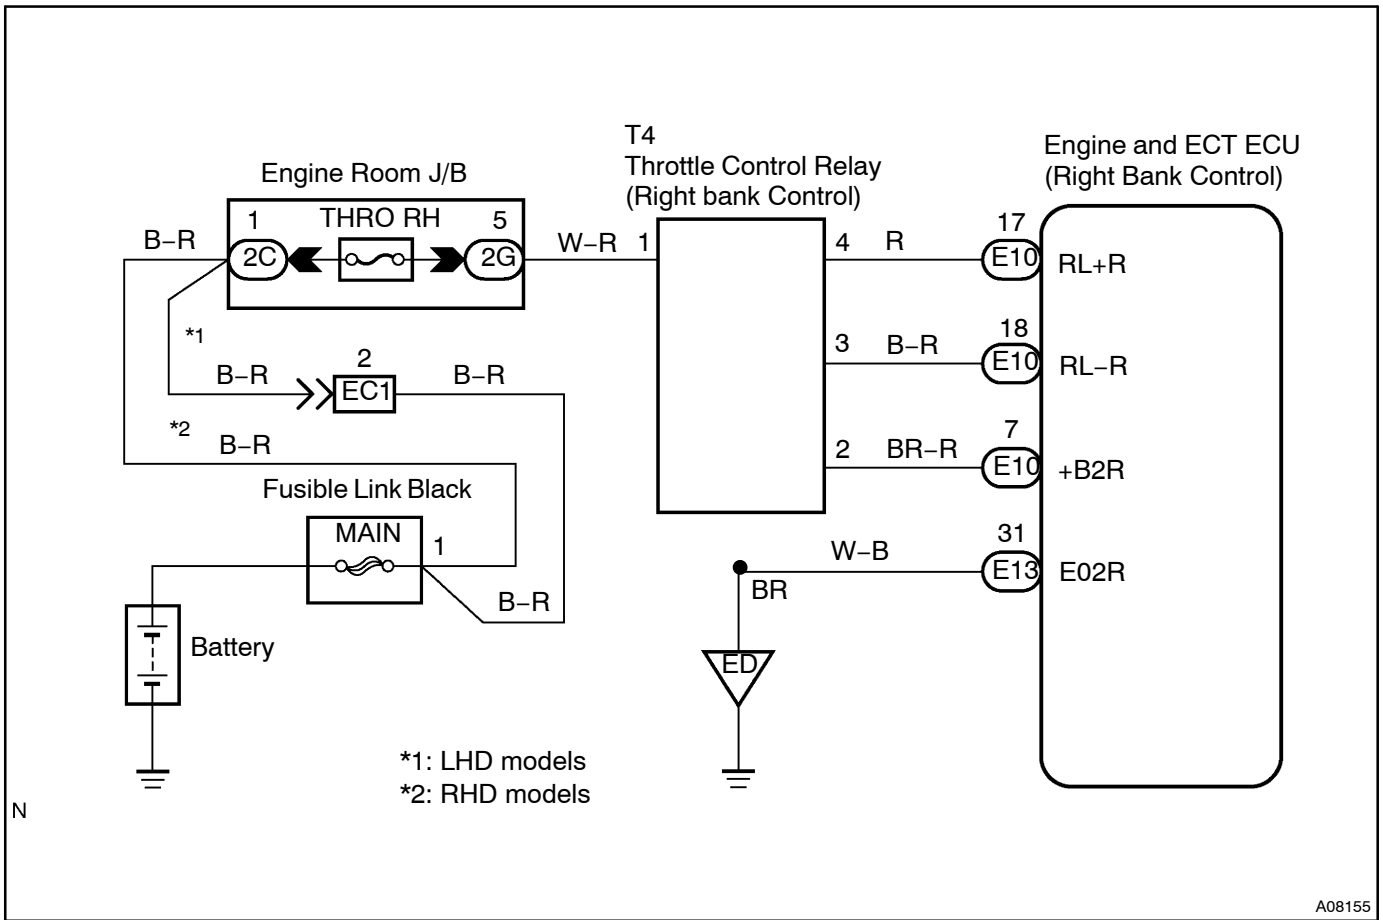 T4
Throttle Control Relay
(Right bank Control)
Engine and ECT ECU
(Right Bank Control)
Engine Room J/B
1 THRO RH 5
B–R 2C 2G W–R 1
4 R 17 E10 RL+R
*1
3 B–R 18 E10 RL–R
B–R 2 EC1 B–R
*2
B–R
2 BR–R 7 E10 +B2R
Fusible Link Black
MAIN 1
B–R
W–B 31 E13 E02R
BR
ED
Battery
*1: LHD models
*2: RHD models
N
A08155